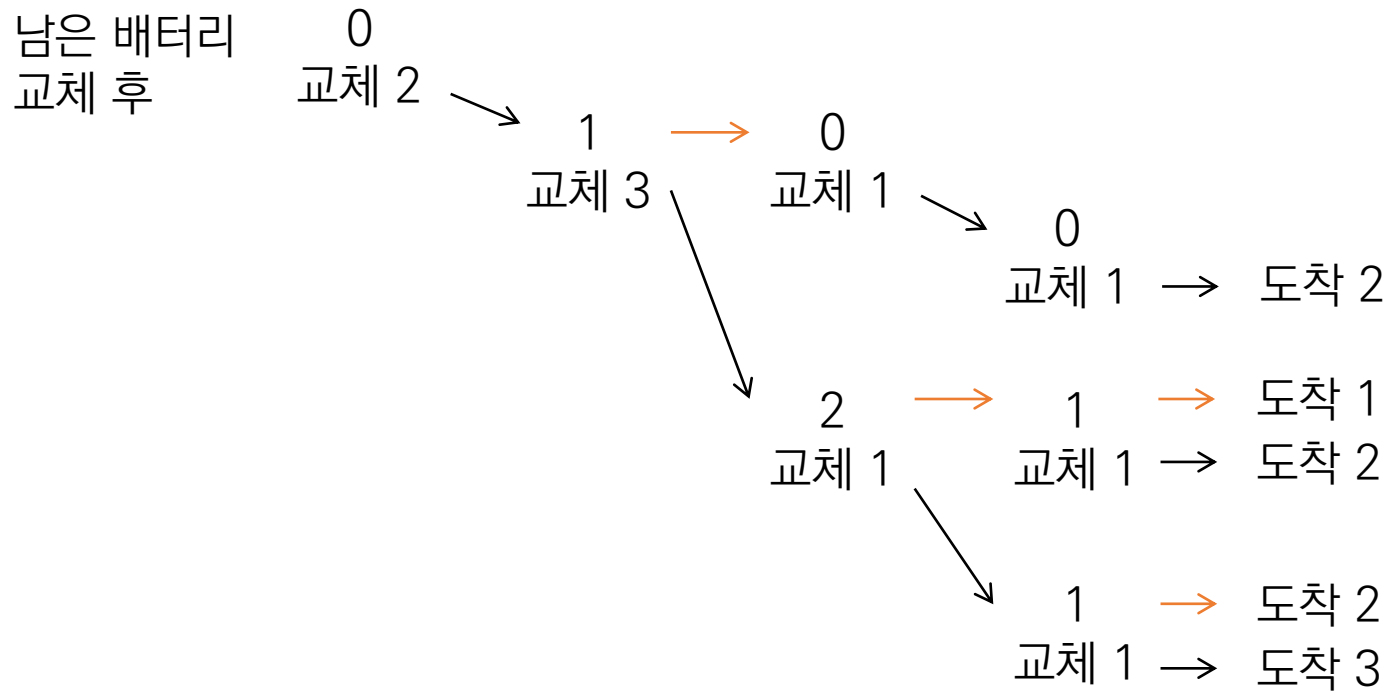 남은 배터리 0
교체 후 교체 2
1 0
교체 3 교체 1
0
교체 1 도착 2
2 1 도착 1
교체 1 교체 1 도착 2
1 도착 2
교체 1 도착 3